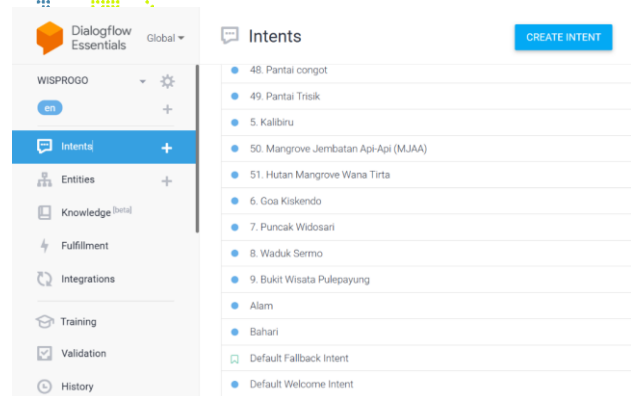 Dialogflow
Essentials
Global
Intents
CREATE INTENT
WISPROGO
en
Intents
Entities
Knowledge [beta]
Fulfillment
Integrations
Training
Validation
History
48. Pantai congot
49. Pantai Trisik
5. Kalibiru
50. Mangrove Jembatan Api-Api (MJAA)
51. Hutan Mangrove Wana Tirta
6. Goa Kiskendo
7. Puncak Widosari
8. Waduk Sermo
9. Bukit Wisata Pulepayung
Alam
Bahari
Default Fallback Intent
Default Welcome Intent